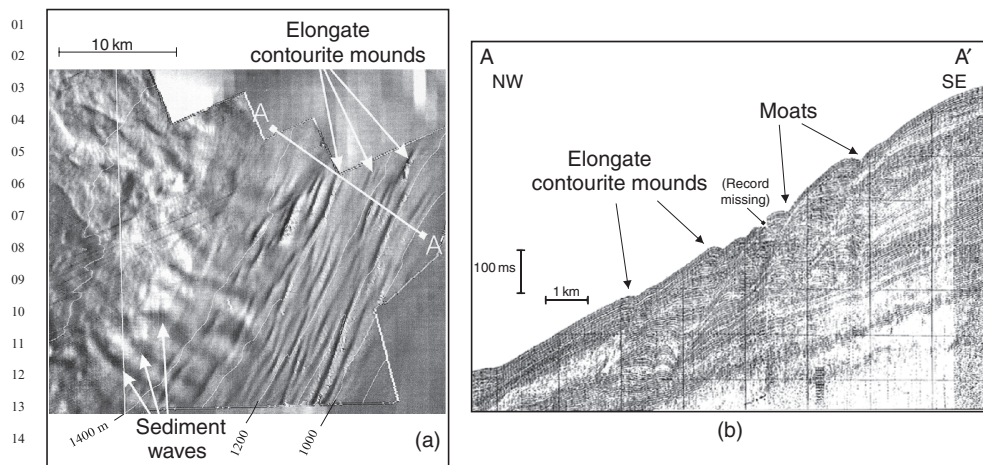 01
02
03
04
05
06
07
08
09
10
11
12
13
14
10 km
Elongate
contourite mounds
A
A
Sediment
waves
1400 m
1200
1000
(a)
A
NW
A′
SE
Moats
Elongate
contourite mounds
(Record
missing)
100 ms
1 km
(b)